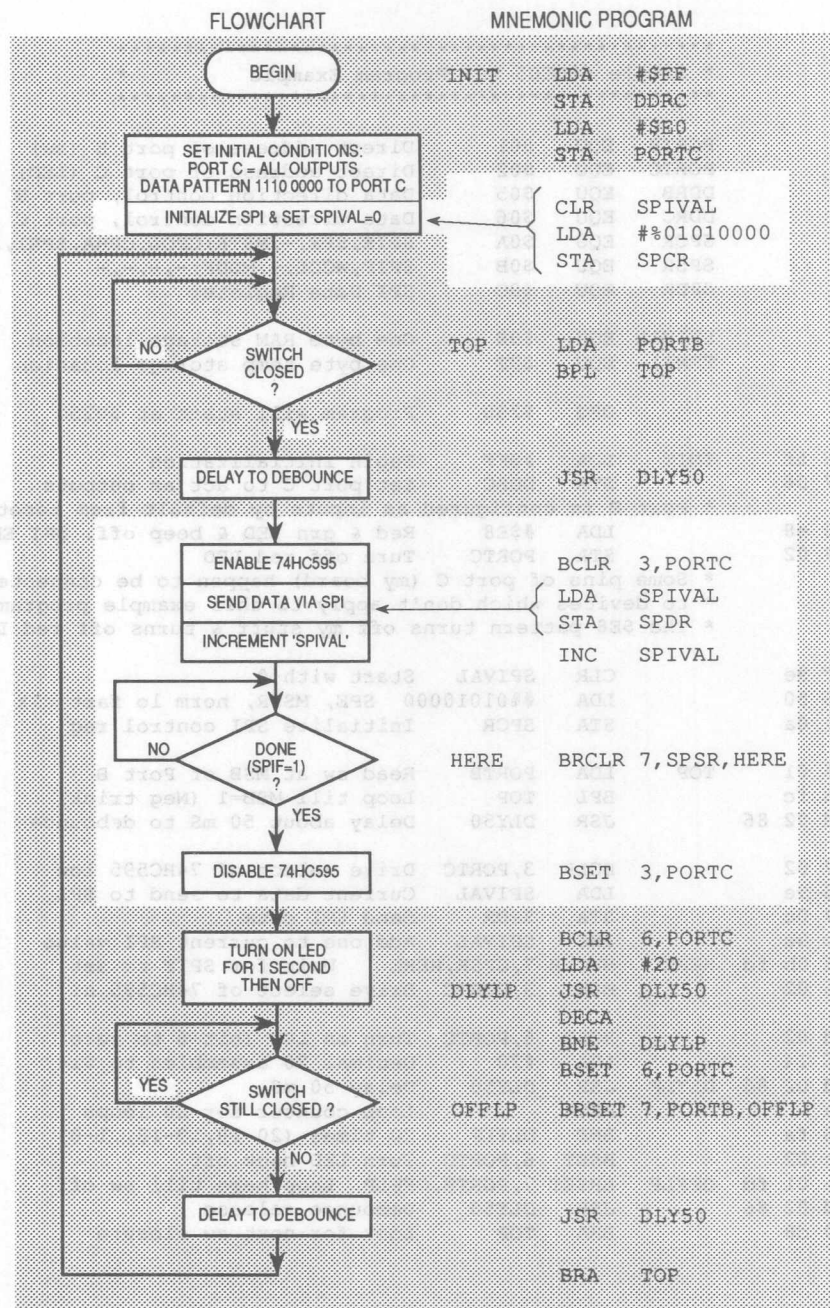 FLOWCHART
MNEMONIC PROGRAM
BEGIN
INIT LDA #$FF
STA DDRC
LDA #$E0
STA PORTC
SET INITIAL CONDITIONS:
PORT C = ALL OUTPUTS
DATA PATTERN 1110 0000 TO PORT C
INITIALIZE SPI & SET SPIVAL=0
CLR SPIVAL
LDA #%01010000
STA SPCR
NO
SWITCH
CLOSED
?
TOP LDA PORTB
BPL TOP
YES
DELAY TO DEBOUNCE
JSR DLY50
ENABLE 74HC595
SEND DATA VIA SPI
INCREMENT 'SPIVAL'
BCLR 3,PORTC
LDA SPIVAL
STA SPDR
INC SPIVAL
NO
DONE
(SPIF=1)
?
HERE BRCLR 7,SPSR,HERE
YES
DISABLE 74HC595
BSET 3,PORTC
TURN ON LED
FOR 1 SECOND
THEN OFF
BCLR 6,PORTC
LDA #20
DLYLP JSR DLY50
DECA
BNE DLYLP
BSET 6,PORTC
YES
SWITCH
STILL CLOSED ?
OFFLP BRSET 7,PORTB,OFFLP
NO
DELAY TO DEBOUNCE
JSR DLY50
BRA TOP